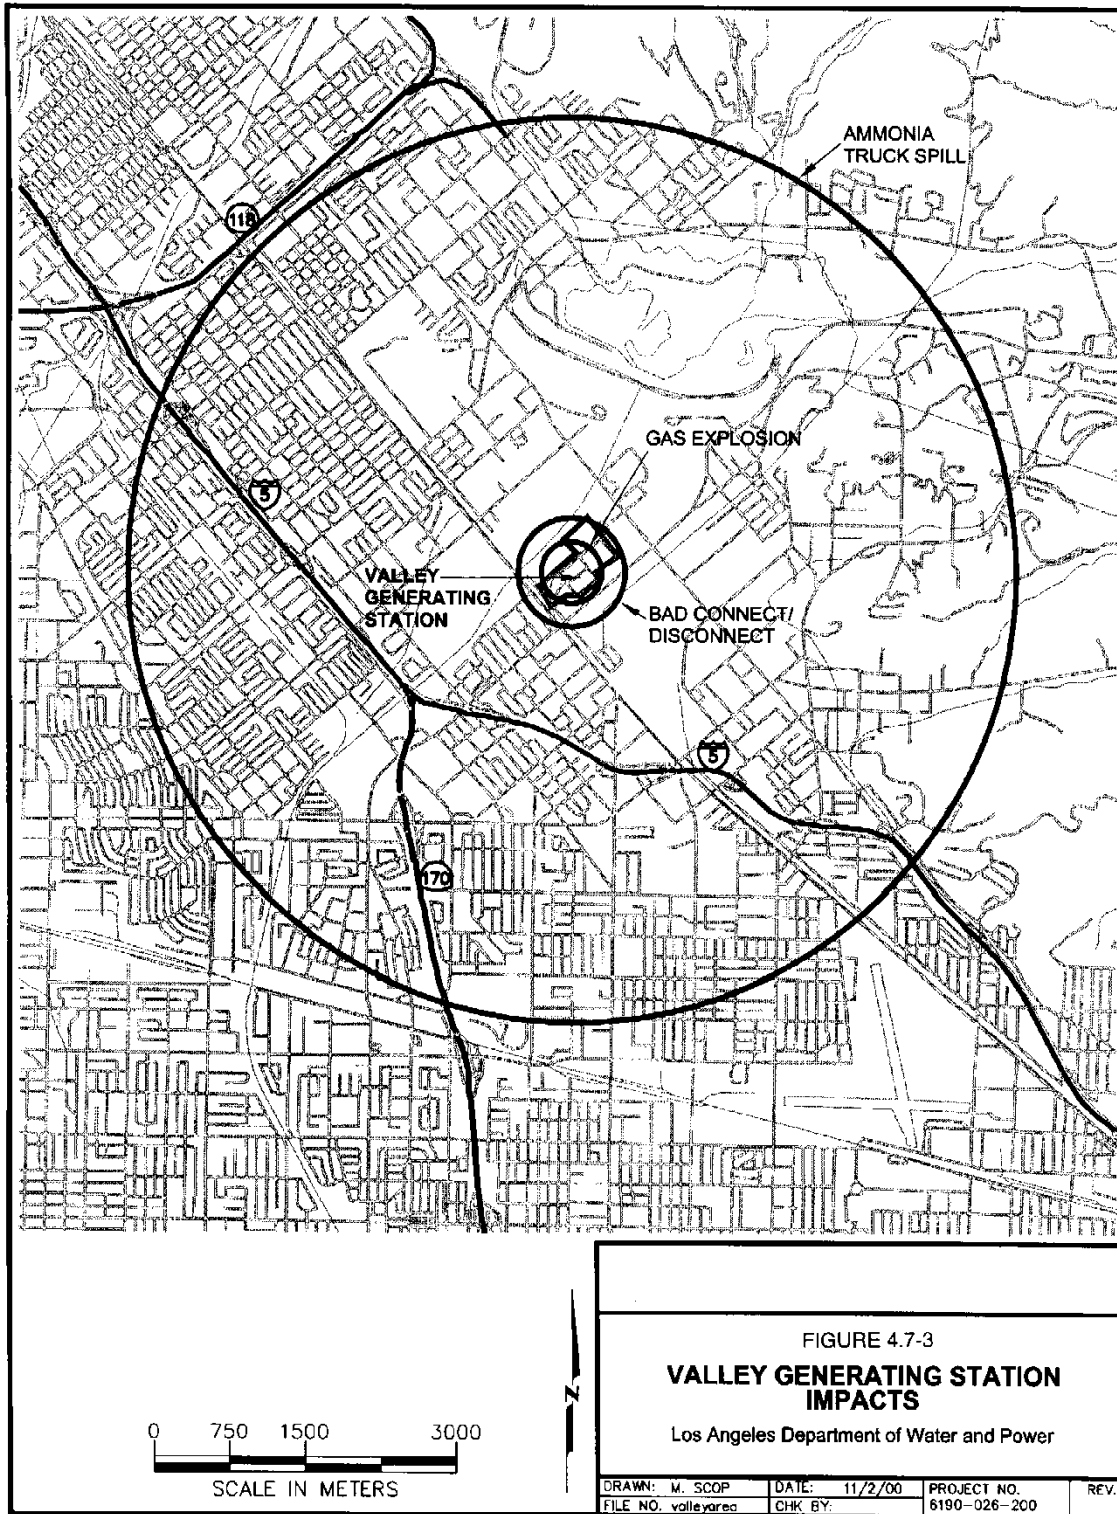 AMMONIA
TRUCK SPILL
118
GAS EXPLOSION
5
VALLEY
GENERATING
STATION
BAD CONNECT/
DISCONNECT
5
170
0 750 1500 3000
SCALE IN METERS
N
FIGURE 4.7-3
VALLEY GENERATING STATION
IMPACTS
Los Angeles Department of Water and Power
DRAWN: M. SCOP
DATE: 11/2/00
PROJECT NO.
6190-026-200
REV.
FILE NO. valleyarea
CHK BY: